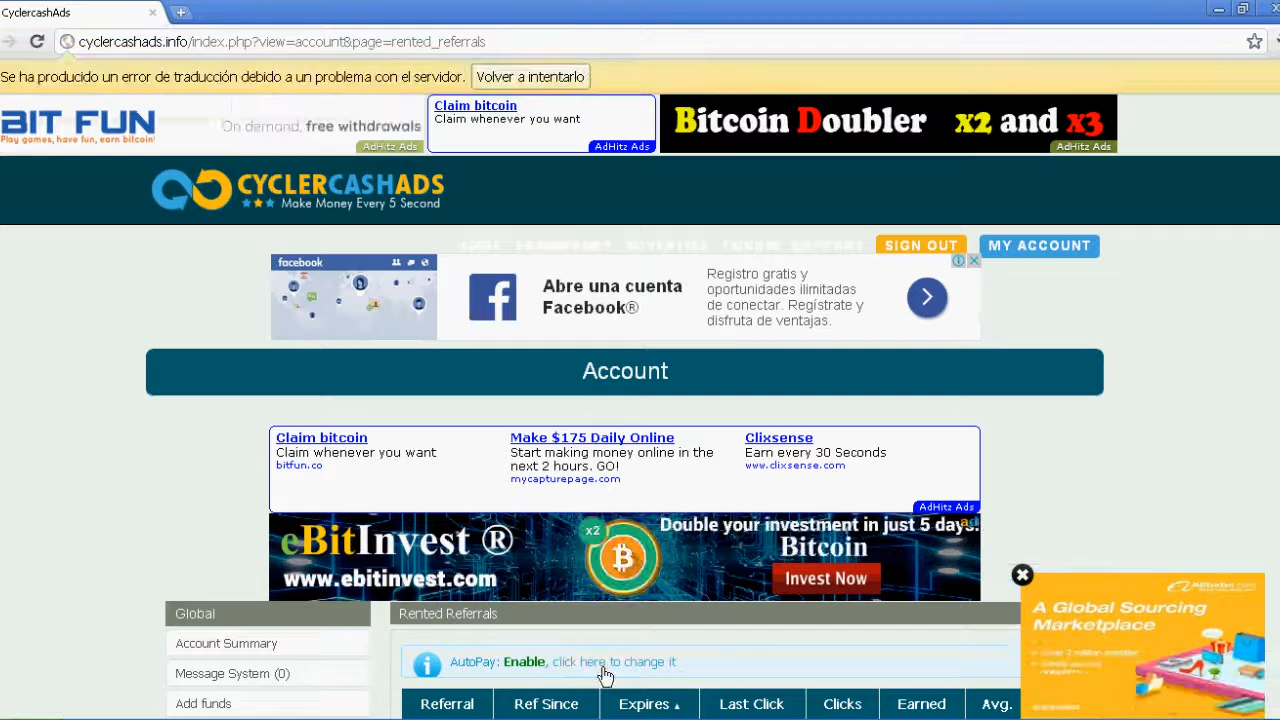 CyclercashAds
cyclercashads.info/index.php?view=account&page=rented_referrals
Se ha producido un error de traducción debido a un problema con el servidor. Volver a intentarlo
BIT FUN
Play games, have fun, earn bitcoin!
On demand, free withdrawals
AdHitz Ads
Claim bitcoin
Claim whenever you want
AdHitz Ads
Bitcoin Doubler x2 and x3
AdHitz Ads
CYCLERCASHADS
Make Money Every 5 Second
SIGN OUT
MY ACCOUNT
facebook
Abre una cuenta
Facebook®
Registro gratis y
oportunidades ilimitadas
de conectar. Regístrate y
disfruta de ventajas.
Account
Claim bitcoin
Claim whenever you want
bitfun.co
Make $175 Daily Online
Start making money online in the
next 2 hours. GO!
mycapturepage.com
Clixsense
Earn every 30 Seconds
www.clixsense.com
AdHitz Ads
eBitInvest ®
www.ebitinvest.com
x2
Double your investment in just 5 days.
Bitcoin
Invest Now
Global
Account Summary
Message System (0)
Add funds
Rented Referrals
AutoPay: Enable, click here to change it
Referral Ref Since Expires Last Click Clicks Earned Avg.
Alibaba.com
A Global Sourcing
Marketplace